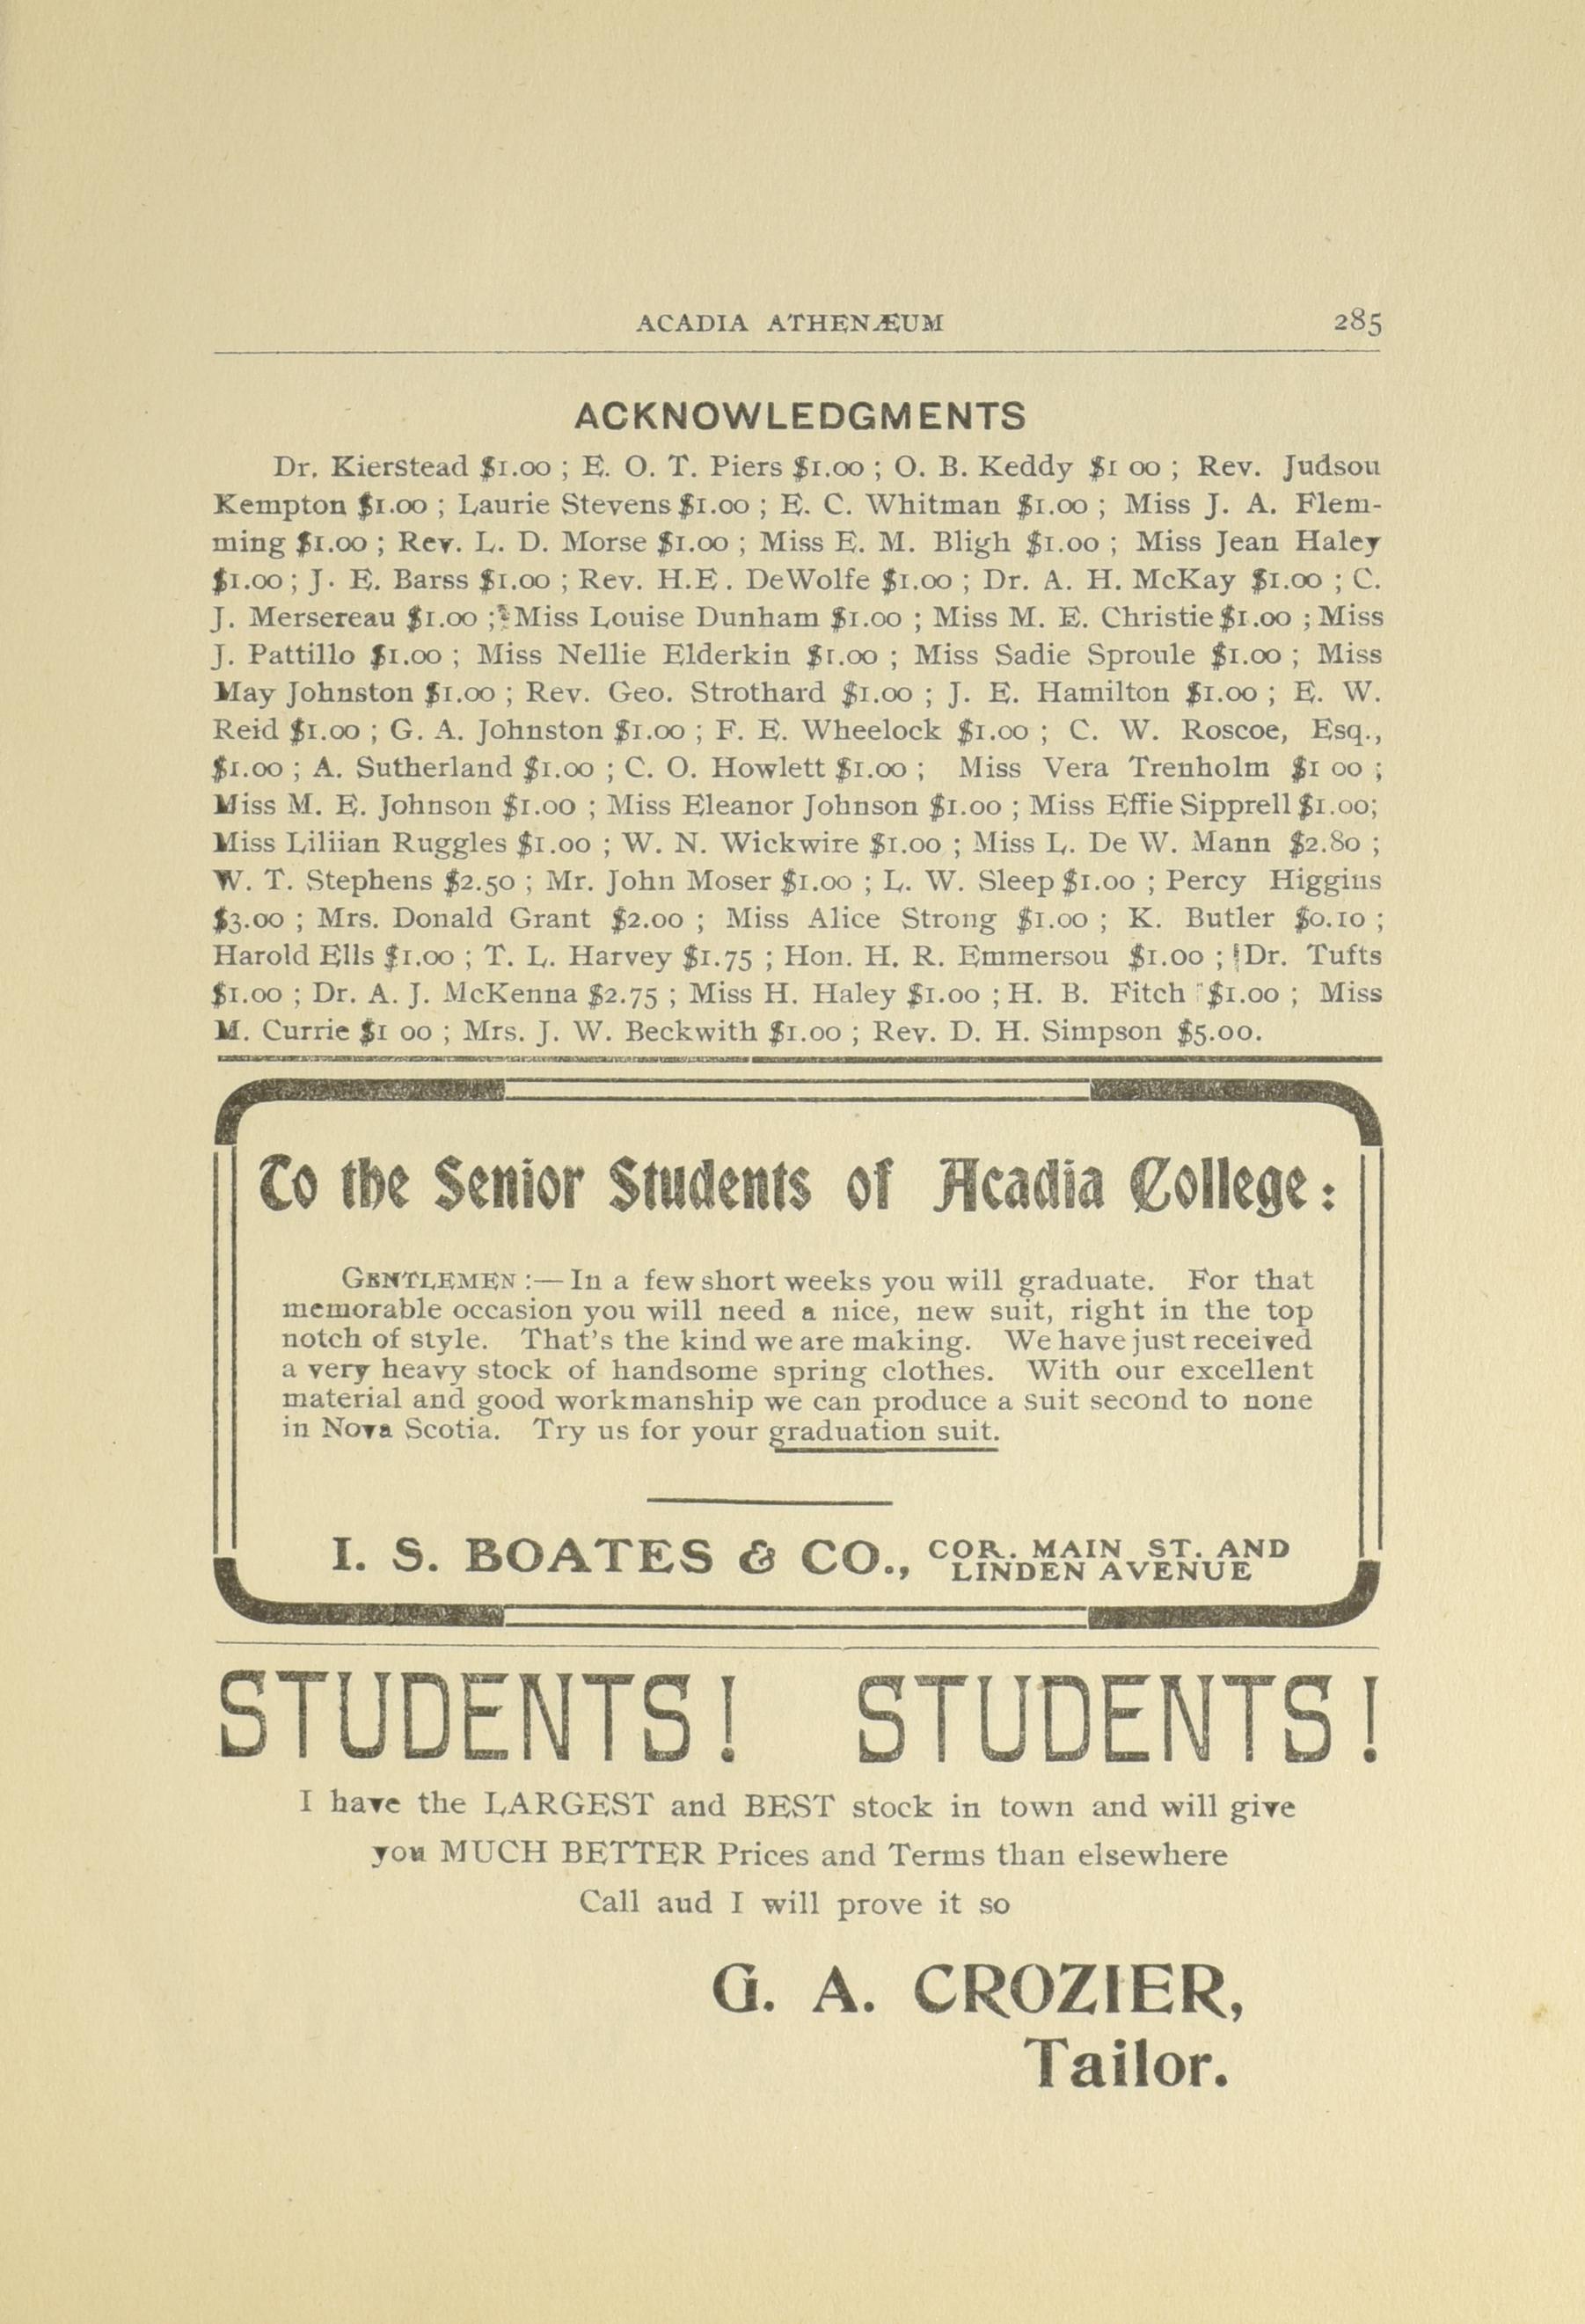 ACADIA ATHENÆUM 285
ACKNOWLEDGMENTS
Dr. Kierstead $1.00 ; E. O. T. Piers $1.00 ; O. B. Keddy $1 00 ; Rev. Judsou
Kempton $1.00 ; Laurie Stevens $1.00 ; E. C. Whitman $1.00 ; Miss J. A. Flem-
ming $1.00 ; Rev. L. D. Morse $1.00 ; Miss E. M. Bligh $1.00 ; Miss Jean Haley
$1.00 ; J. E. Barss $1.00 ; Rev. H.E. DeWolfe $1.00 ; Dr. A. H. McKay $1.00 ; C.
J. Mersereau $1.00 ; Miss Louise Dunham $1.00 ; Miss M. E. Christie $1.00 ; Miss
J. Pattillo $1.00 ; Miss Nellie Elderkin $1.00 ; Miss Sadie Sproule $1.00 ; Miss
May Johnston $1.00 ; Rev. Geo. Strothard $1.00 ; J. E. Hamilton $1.00 ; E. W.
Reid $1.00 ; G. A. Johnston $1.00 ; F. E. Wheelock $1.00 ; C. W. Roscoe, Esq.,
$1.00 ; A. Sutherland $1.00 ; C. O. Howlett $1.00 ; Miss Vera Trenholm $1 00 ;
Miss M. E. Johnson $1.00 ; Miss Eleanor Johnson $1.00 ; Miss Effie Sipprell $1.00;
Miss Liliian Ruggles $1.00 ; W. N. Wickwire $1.00 ; Miss L. De W. Mann $2.80 ;
W. T. Stephens $2.50 ; Mr. John Moser $1.00 ; L. W. Sleep $1.00 ; Percy Higgins
$3.00 ; Mrs. Donald Grant $2.00 ; Miss Alice Strong $1.00 ; K. Butler $0.10 ;
Harold Ells $1.00 ; T. L. Harvey $1.75 ; Hon. H. R. Emmersou $1.00 ; Dr. Tufts
$1.00 ; Dr. A. J. McKenna $2.75 ; Miss H. Haley $1.00 ; H. B. Fitch $1.00 ; Miss
M. Currie $1 00 ; Mrs. J. W. Beckwith $1.00 ; Rev. D. H. Simpson $5.00.
To the Senior Students of Acadia College :
GENTLEMEN :—In a few short weeks you will graduate. For that
memorable occasion you will need a nice, new suit, right in the top
notch of style. That's the kind we are making. We have just received
a very heavy stock of handsome spring clothes. With our excellent
material and good workmanship we can produce a suit second to none
in Nova Scotia. Try us for your graduation suit.
I. S. BOATES & CO., COR. MAIN ST. AND
LINDEN AVENUE
STUDENTS! STUDENTS!
I have the LARGEST and BEST stock in town and will give
you MUCH BETTER Prices and Terms than elsewhere
Call aud I will prove it so
G. A. CROZIER,
Tailor.